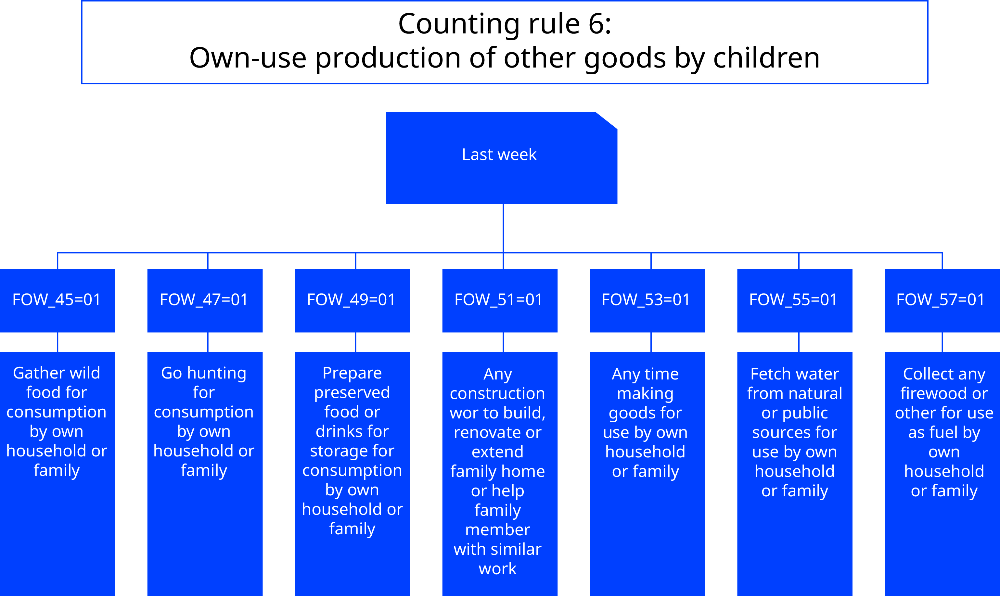 Counting rule 6:
Own-use production of other goods by children
Last week
FOW_45=01
FOW_47=01
FOW_49=01
FOW_51=01
FOW_53=01
FOW_55=01
FOW_57=01
Gather wild
food for
consumption
by own
household or
family
Go hunting
for
consumption
by own
household or
family
Prepare
preserved
food or
drinks for
storage for
consumption
by own
household or
family
Any
construction
wor to build,
renovate or
extend
family home
or help
family
member
with similar
work
Any time
making
goods for
use by own
household
or family
Fetch water
from natural
or public
sources for
use by own
household
or family
Collect any
firewood or
other for use
as fuel by
own
household
or family